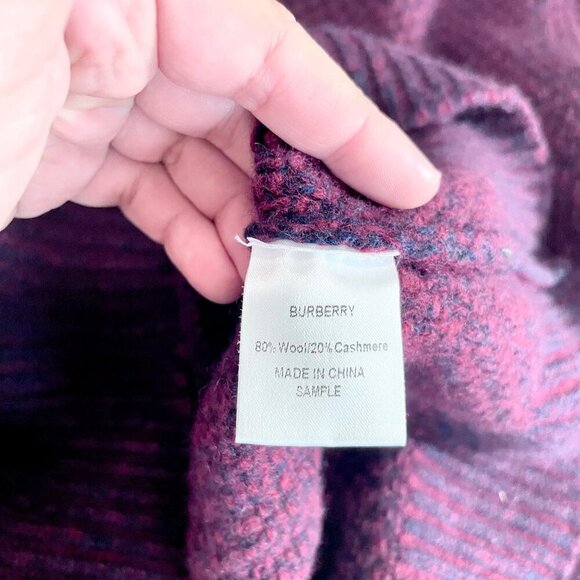 BURBERRY
80% Wool/20% Cashmere
MADE IN CHINA
SAMPLE